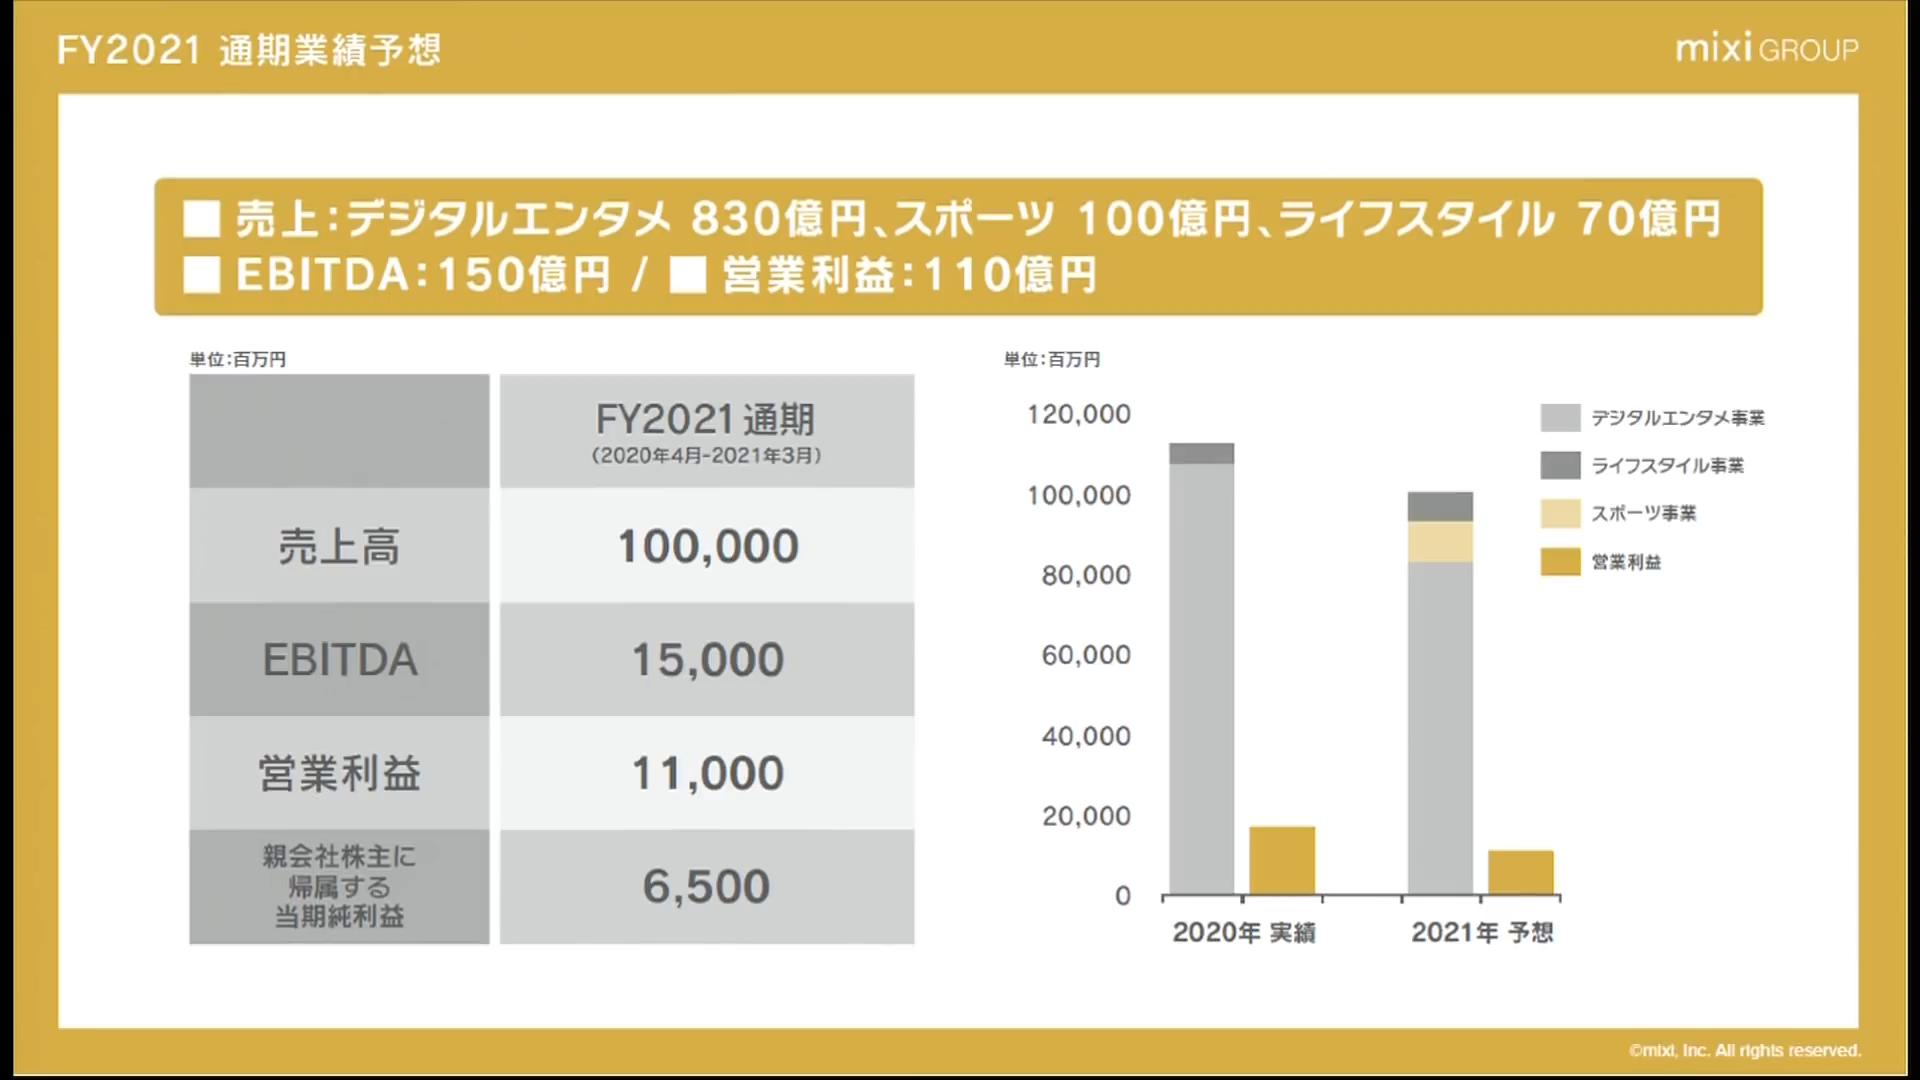 FY2021 通期業績予想
mixi GROUP
■ 売上：デジタルエンタメ 830億円、スポーツ 100億円、ライフスタイル 70億円
■ EBITDA：150億円 / ■ 営業利益：110億円
単位：百万円
FY2021 通期
（2020年4月-2021年3月）
売上高 100,000
EBITDA 15,000
営業利益 11,000
親会社株主に
帰属する
当期純利益
6,500
単位：百万円
120,000
100,000
80,000
60,000
40,000
20,000
0
2020年 実績
2021年 予想
デジタルエンタメ事業
ライフスタイル事業
スポーツ事業
営業利益
©mixi, Inc. All rights reserved.